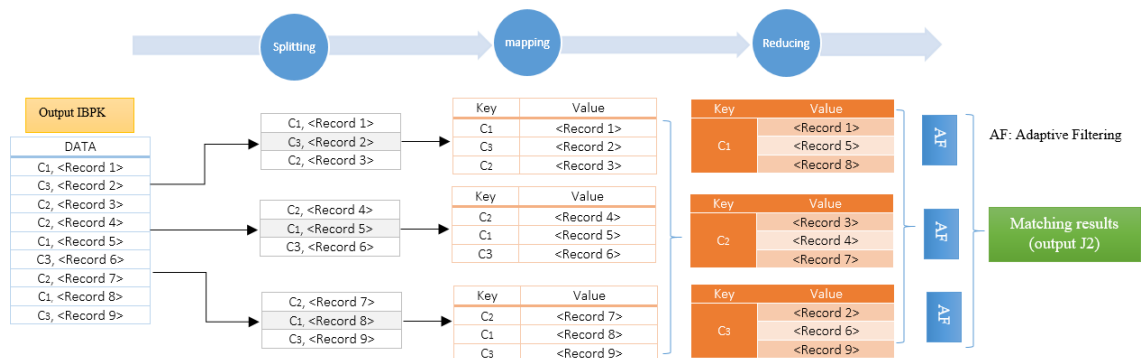 Splitting
mapping
Reducing
Output IBPK
DATA
C1, <Record 1>
C3, <Record 2>
C2, <Record 3>
C2, <Record 4>
C1, <Record 5>
C3, <Record 6>
C2, <Record 7>
C1, <Record 8>
C3, <Record 9>
C1, <Record 1>
C3, <Record 2>
C2, <Record 3>
C2, <Record 4>
C1, <Record 5>
C3, <Record 6>
C2, <Record 7>
C1, <Record 8>
C3, <Record 9>
Key Value
C1 <Record 1>
C3 <Record 2>
C2 <Record 3>
Key Value
C2 <Record 4>
C1 <Record 5>
C3 <Record 6>
Key Value
C2 <Record 7>
C1 <Record 8>
C3 <Record 9>
Key Value
C1
<Record 1>
<Record 5>
<Record 8>
Key Value
C2
<Record 3>
<Record 4>
<Record 7>
Key Value
C3
<Record 2>
<Record 6>
<Record 9>
AF
AF
AF
AF: Adaptive Filtering
Matching results
(output J2)